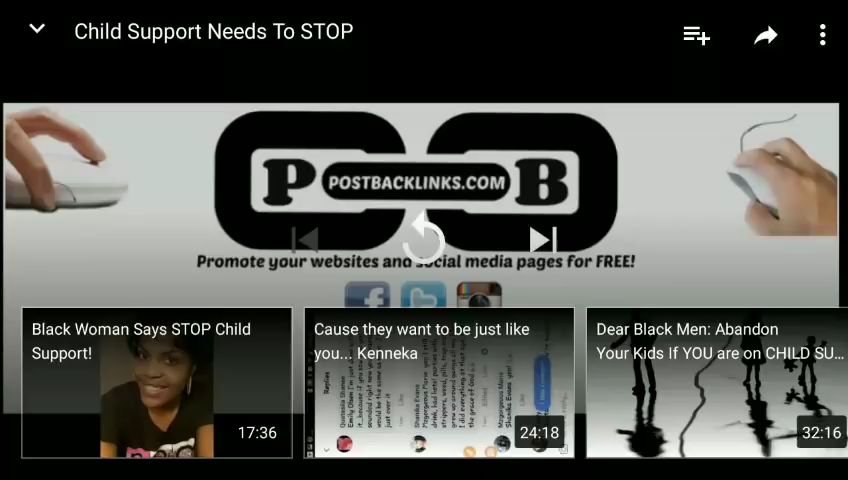 Child Support Needs To STOP
P POSTBACKLINKS.COM B
Promote your websites and social media pages for FREE!
Black Woman Says STOP Child
Support!
17:36
Cause they want to be just like
you... Kenneka
24:18
Dear Black Men: Abandon
Your Kids If YOU are on CHILD SU...
32:16
Replies